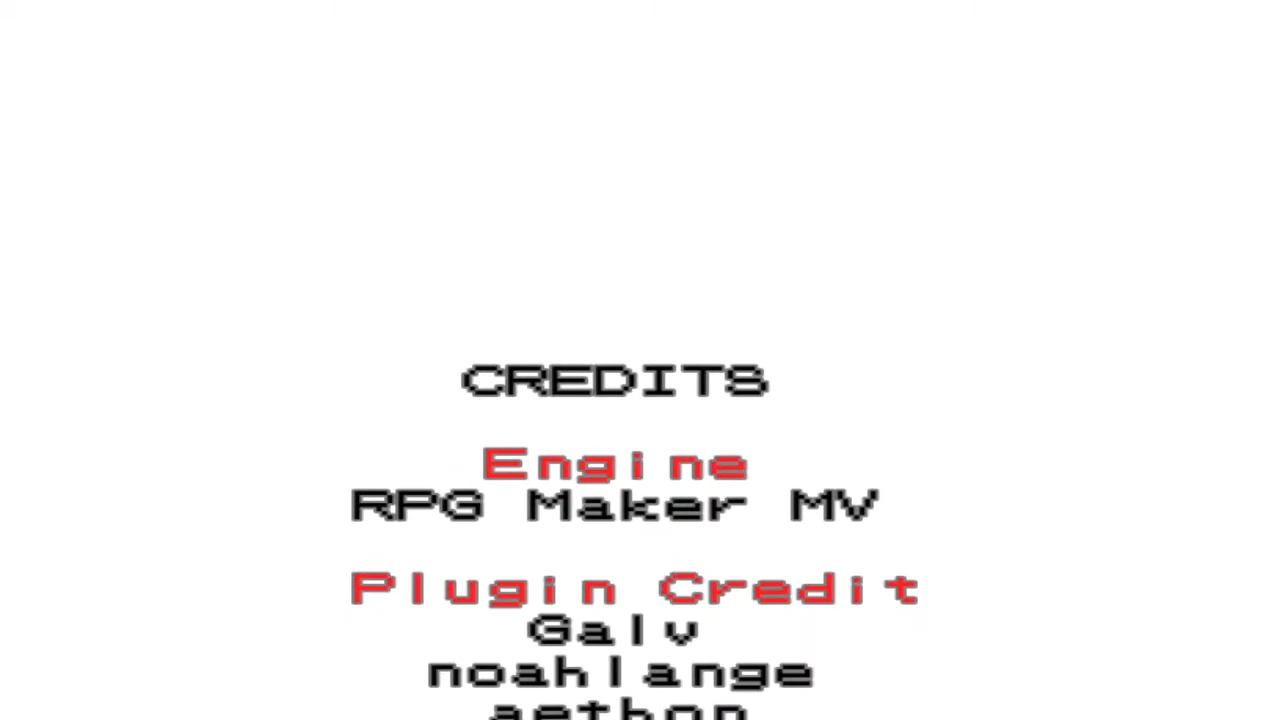 CREDITS
Engine
RPG Maker MV
Plugin Credit
Galv
noahlange